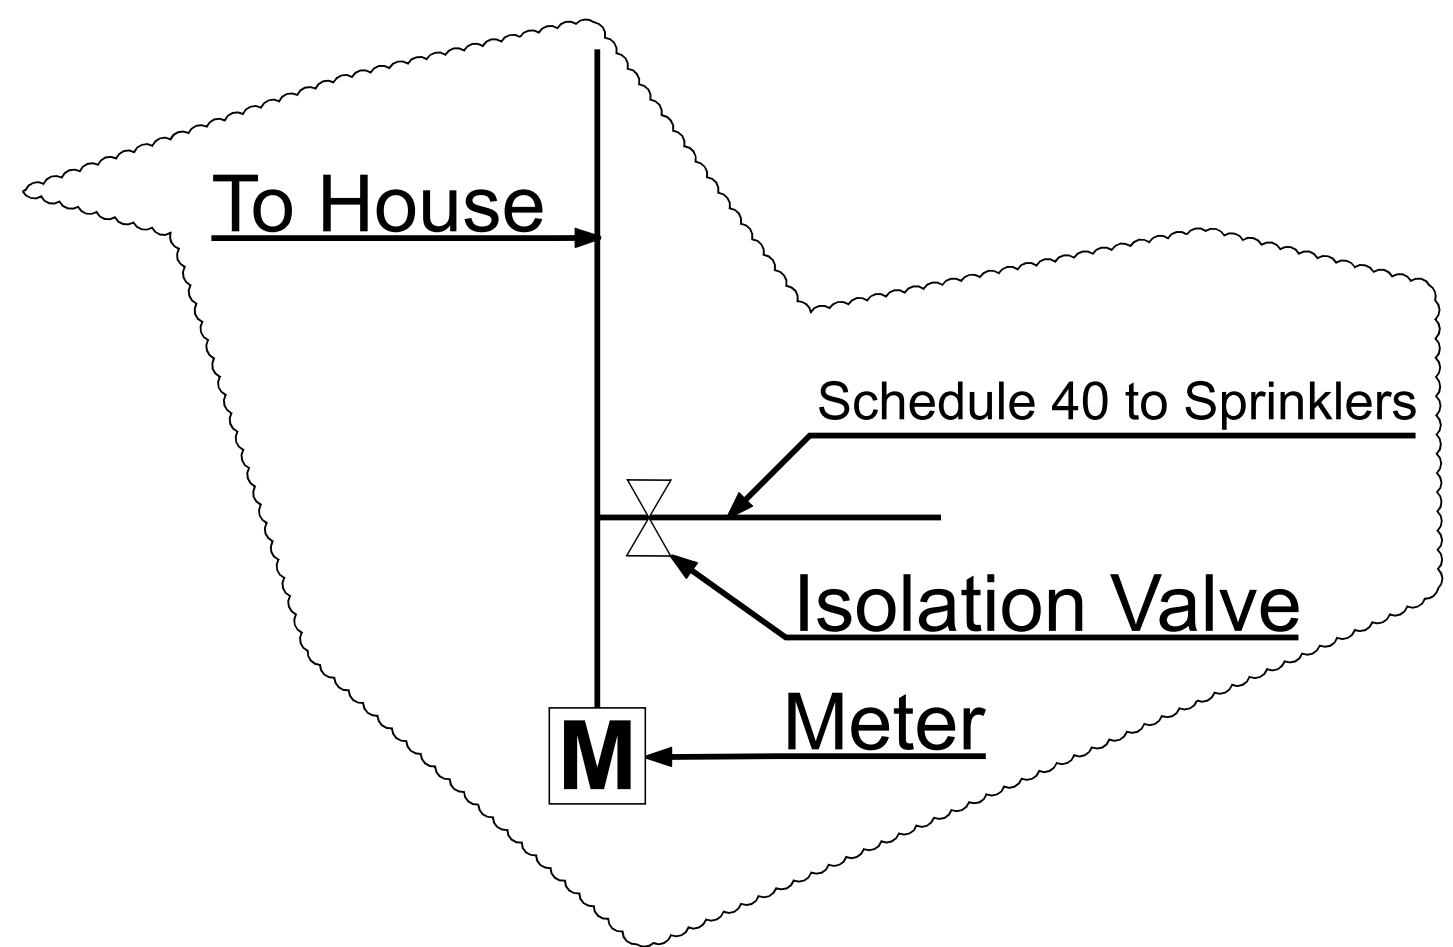 To House
Schedule 40 to Sprinklers
Isolation Valve
Meter
M